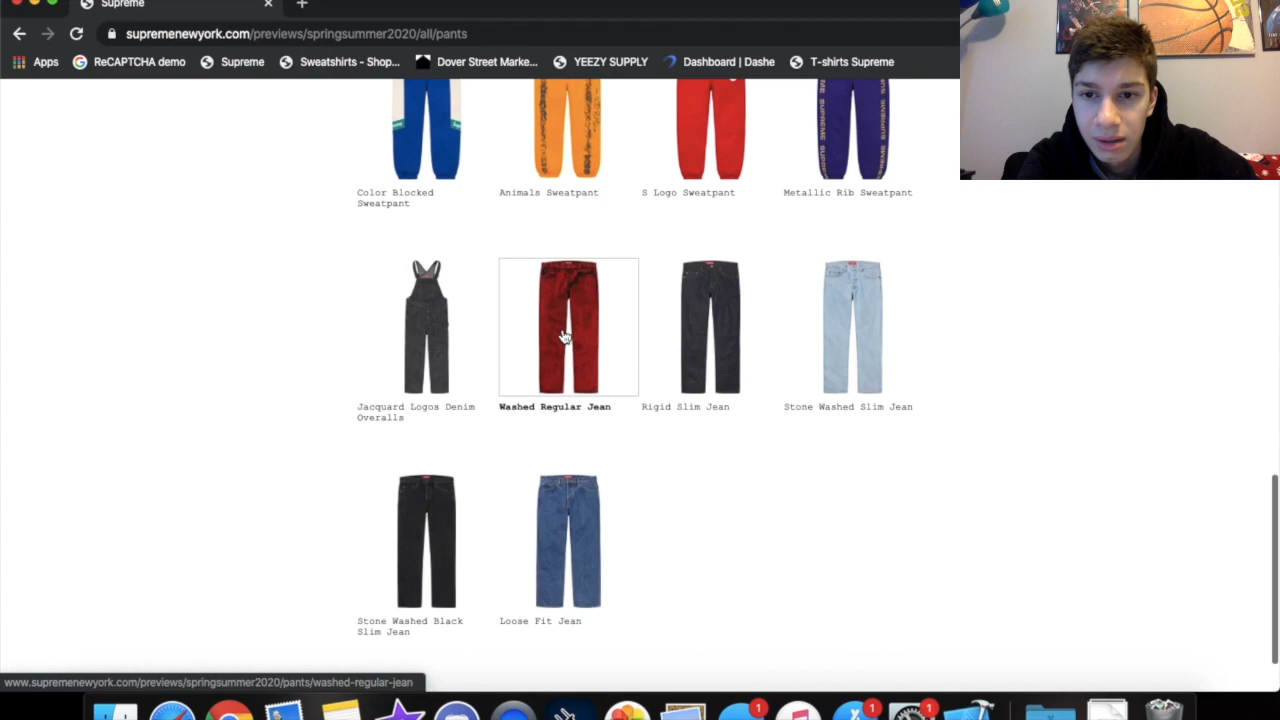 Supreme
supremenewyork.com/previews/springsummer2020/all/pants
Apps ReCAPTCHA demo Supreme Sweatshirts - Shop... Dover Street Marke... YEEZY SUPPLY Dashboard | Dashe T-shirts Supreme
Color Blocked
Sweatpant
Animals Sweatpant
S Logo Sweatpant
Metallic Rib Sweatpant
Jacquard Logos Denim
Overalls
Washed Regular Jean
Rigid Slim Jean
Stone Washed Slim Jean
Stone Washed Black
Slim Jean
Loose Fit Jean
www.supremenewyork.com/previews/springsummer2020/pants/washed-regular-jean
1
1
1